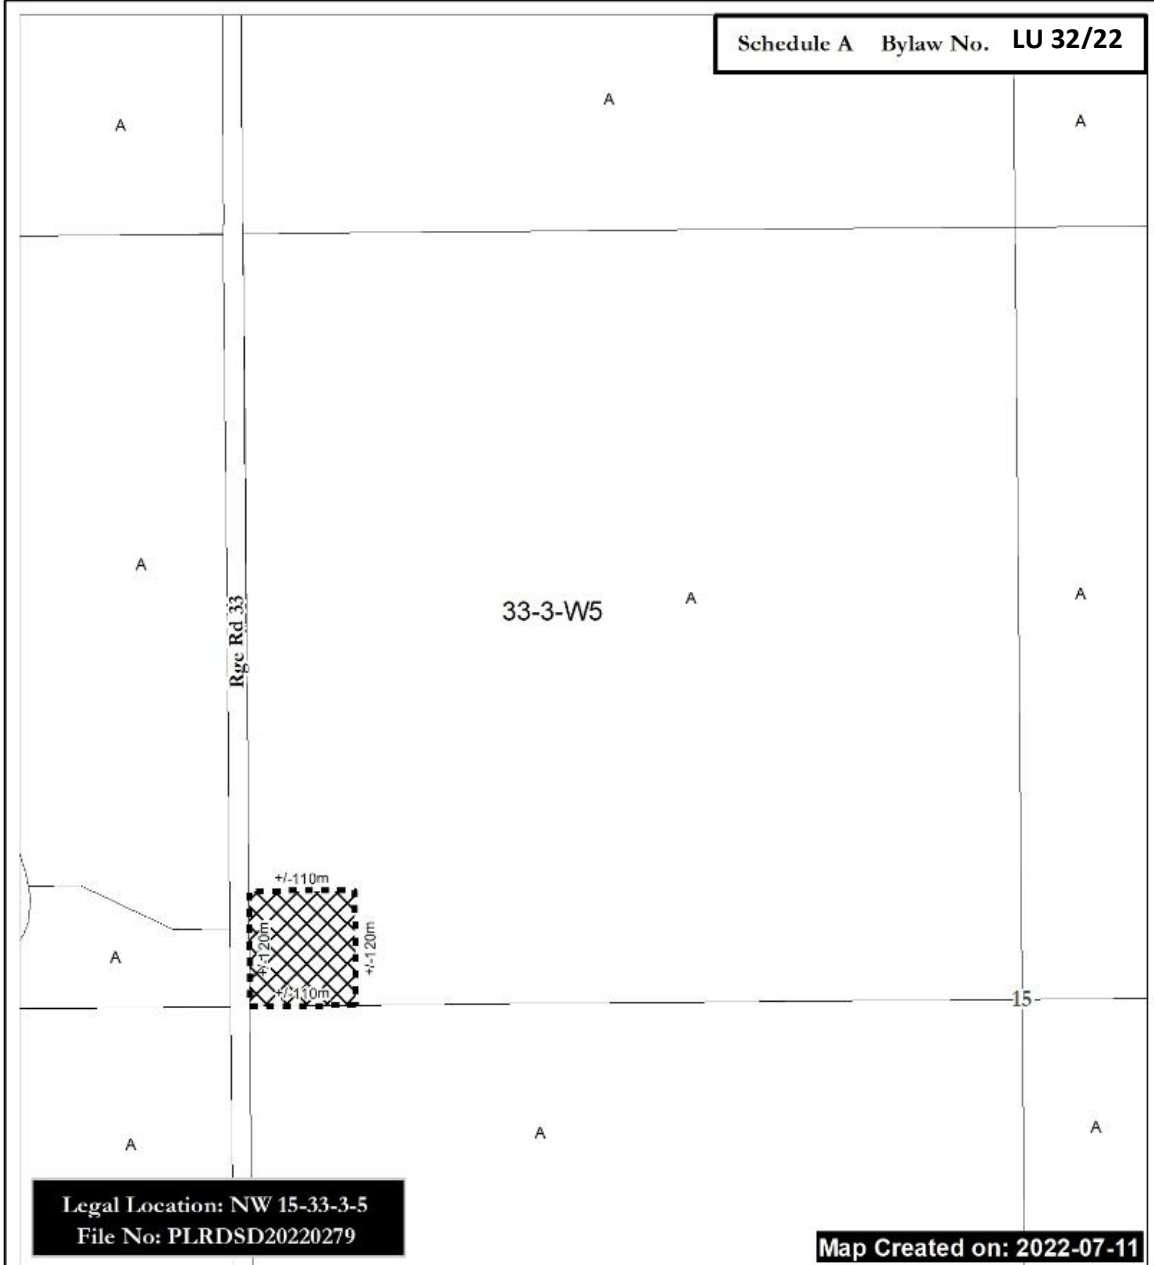 Schedule A Bylaw No. LU 32/22
A
A
A
A
Rge Rd 33
33-3-W5
A
A
+/-110m
+/-120m
+/-120m
+/-110m
A
15
A
A
A
Legal Location: NW 15-33-3-5
File No: PLRDSD20220279
Map Created on: 2022-07-11